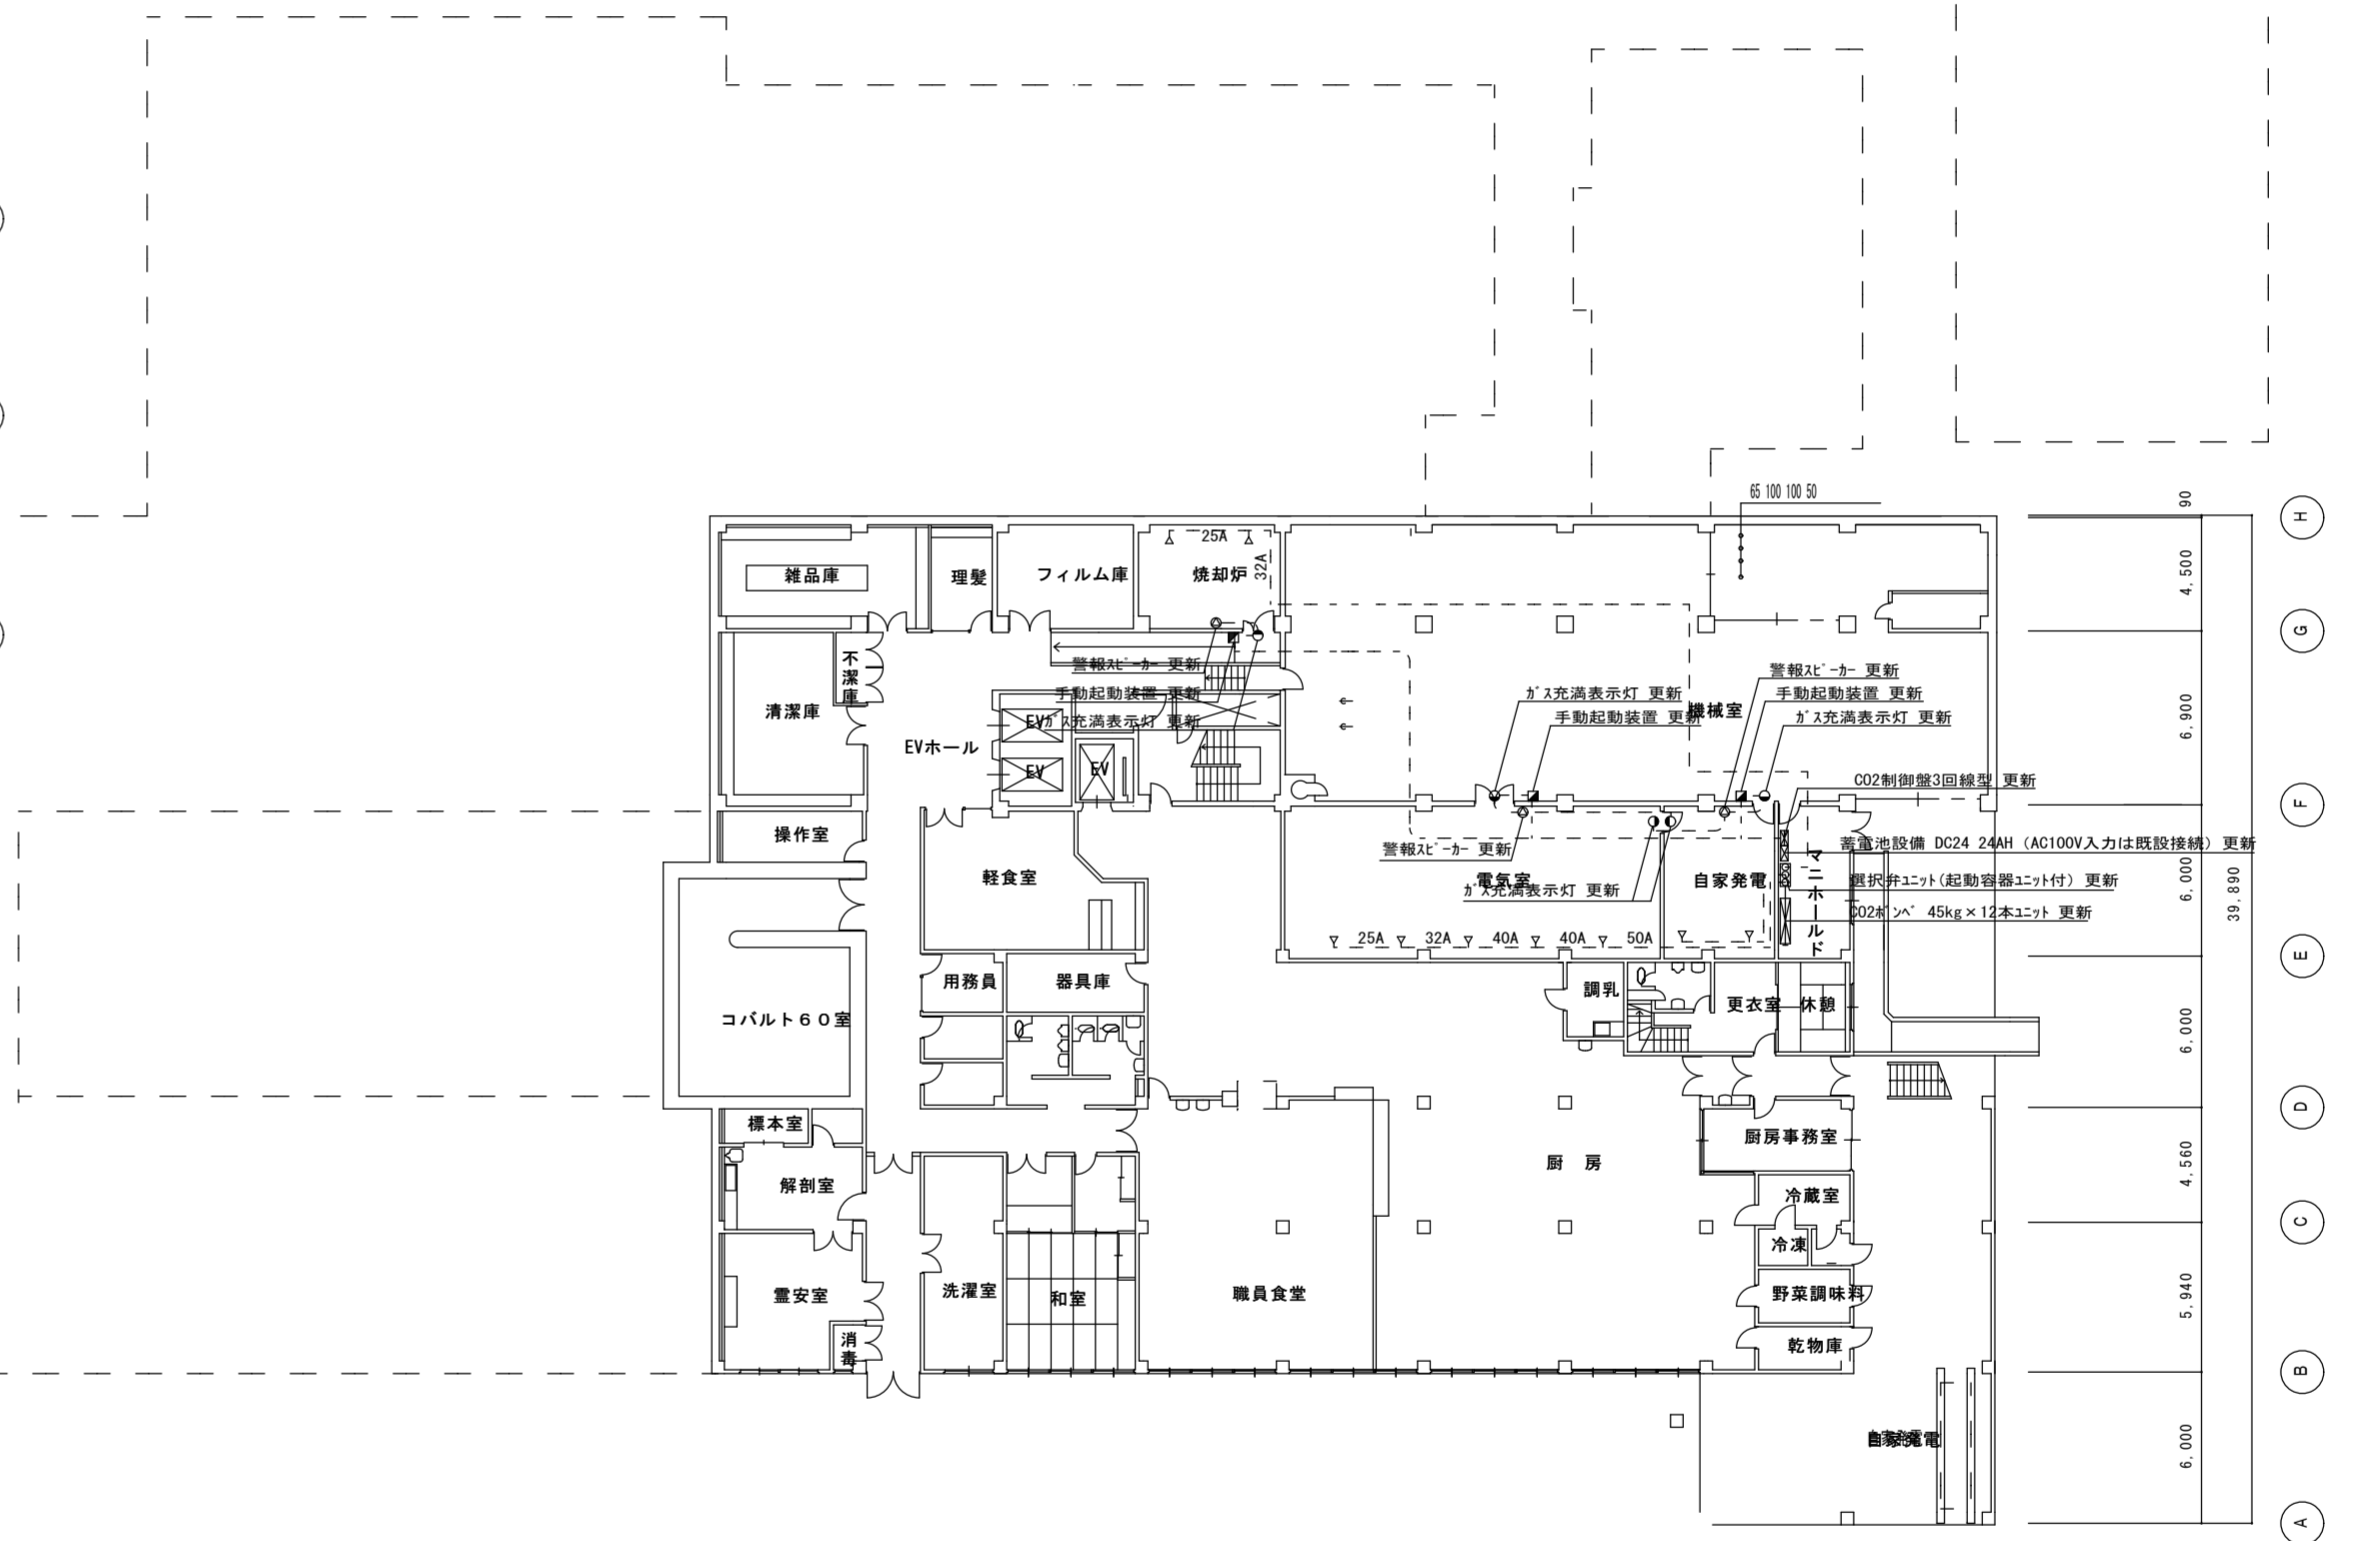 65 100 100 50
90
H
25A
32A
雑品庫
理髪
フィルム庫
焼却炉
4,500
G
不潔庫
警報ｽﾋﾟｰｶｰ 更新
警報ｽﾋﾟｰｶｰ 更新
手動起動装置 更新
ｶﾞｽ充満表示灯 更新
手動起動装置 更新
清潔庫
機械室
手動起動装置 更新
ｶﾞｽ充満表示灯 更新
EV
ｶﾞｽ充満表示灯 更新
6,900
EVホール
EV
EV
CO2制御盤3回線型 更新
F
操作室
警報ｽﾋﾟｰｶｰ 更新
蓄電池設備 DC24 24AH（AC100V入力は既設接続）更新
マニホールド
軽食室
電気室
自家発電
選択弁ﾕﾆｯﾄ(起動容器ﾕﾆｯﾄ付) 更新
6,000
39,890
ｶﾞｽ充満表示灯 更新
CO2ﾎﾞﾝﾍﾞ 45kg×12本ﾕﾆｯﾄ 更新
25A
32A
40A
40A
50A
E
用務員
器具庫
調乳
更衣室
休憩
コバルト６０室
6,000
D
標本室
厨房事務室
厨 房
4,560
解剖室
冷蔵室
C
冷凍
洗濯室
和室
職員食堂
野菜調味料
霊安室
5,940
消毒
乾物庫
B
自家発電
6,000
A